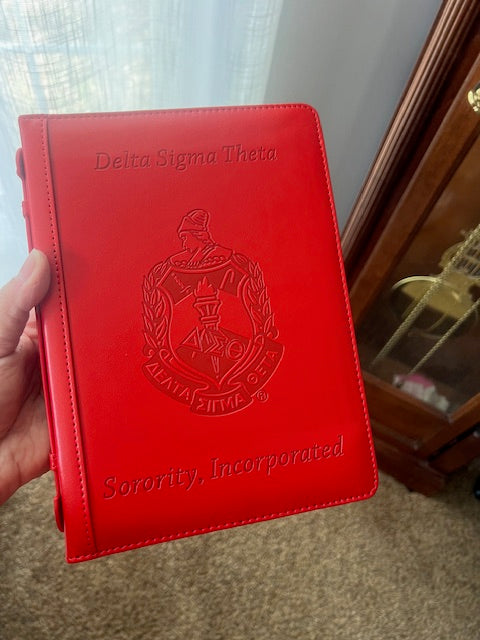 Delta Sigma Theta
ΔΣΘ
ΔΕΛΤΑ ΣΙΓΜΑ ΘΕΤΑ
®
Sorority, Incorporated